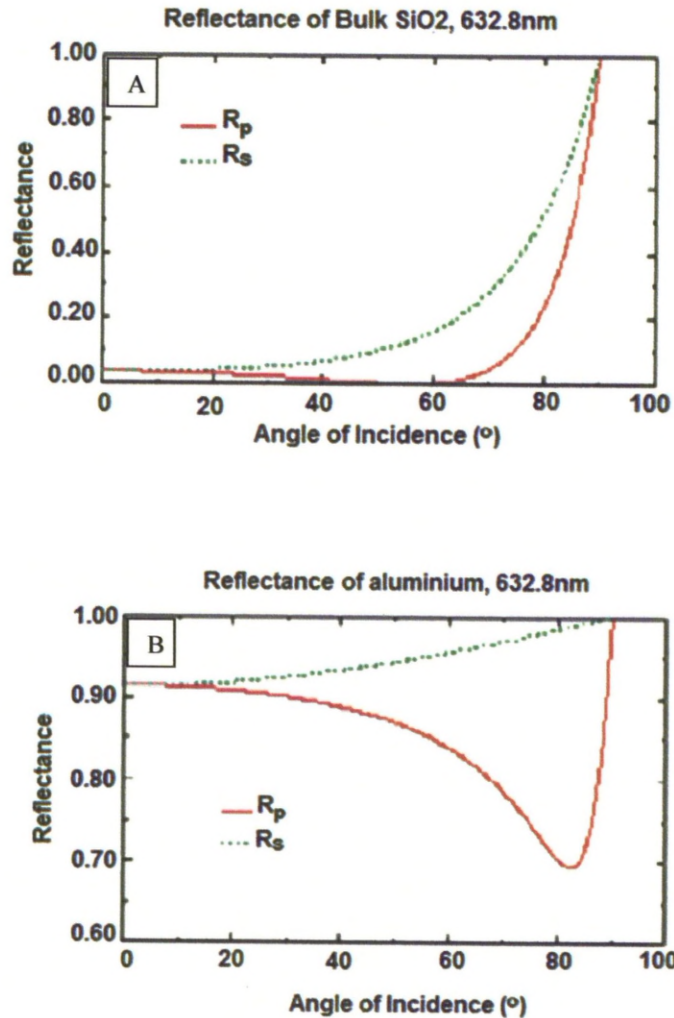 Reflectance of Bulk SiO2, 632.8nm
A
1.00
0.80
0.60
0.40
0.20
0.00
Rp
Rs
Reflectance
0 20 40 60 80 100
Angle of Incidence (º)
Reflectance of aluminium, 632.8nm
B
1.00
0.90
0.80
0.70
0.60
Rp
Rs
Reflectance
0 20 40 60 80 100
Angle of Incidence (º)